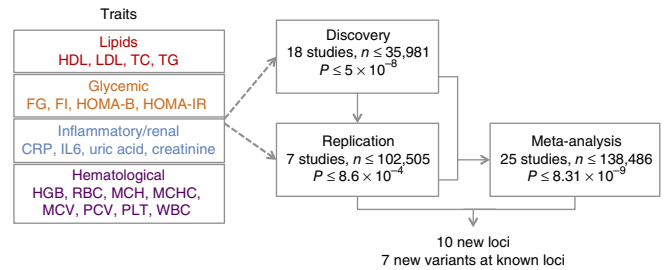 Traits
Lipids
HDL, LDL, TC, TG
Glycemic
FG, FI, HOMA-B, HOMA-IR
Inflammatory/renal
CRP, IL6, uric acid, creatinine
Hematological
HGB, RBC, MCH, MCHC,
MCV, PCV, PLT, WBC
Discovery
18 studies, n ≤ 35,981
P ≤ 5 × 10⁻⁸
Replication
7 studies, n ≤ 102,505
P ≤ 8.6 × 10⁻⁴
Meta-analysis
25 studies, n ≤ 138,486
P ≤ 8.31 × 10⁻⁹
10 new loci
7 new variants at known loci